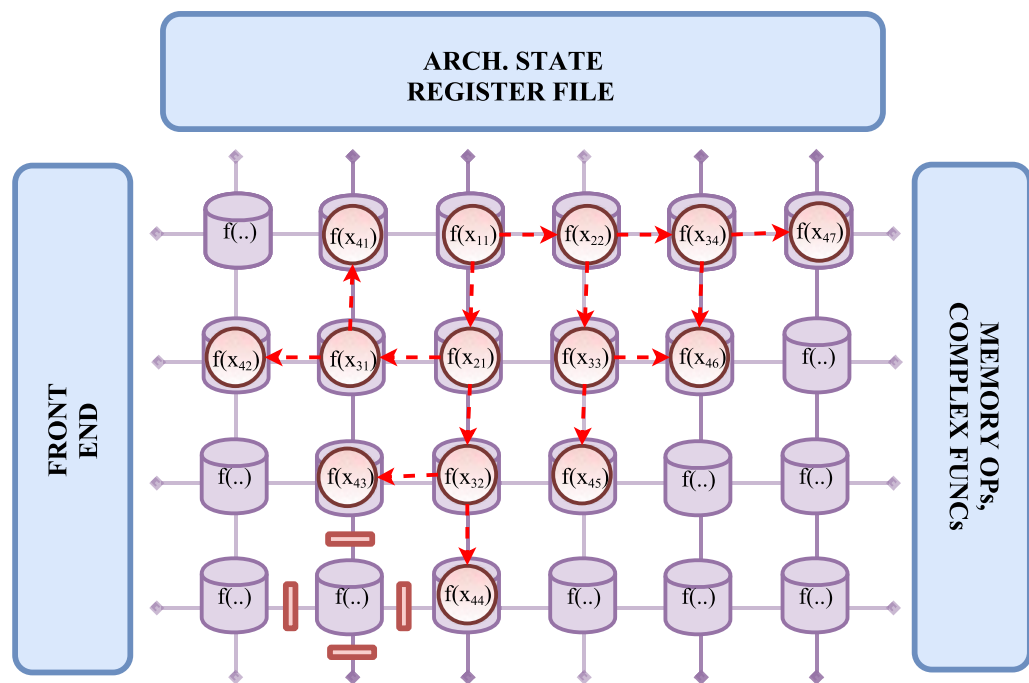 ARCH. STATE
REGISTER FILE
FRONT
END
f(..) f(x₄₁) f(x₁₁) f(x₂₂) f(x₃₄) f(x₄₇)
f(x₄₂) f(x₃₁) f(x₂₁) f(x₃₃) f(x₄₆) f(..)
f(..) f(x₄₃) f(x₃₂) f(x₄₅) f(..) f(..)
f(..) f(..) f(x₄₄) f(..) f(..) f(..)
MEMORY OPs,
COMPLEX FUNCs